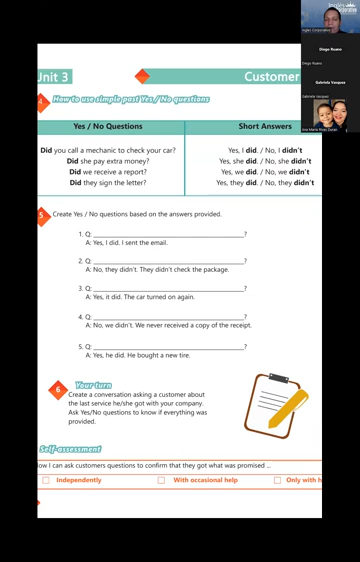 Unit 3
Customer
4 How to use simple past Yes/No questions
Yes / No Questions
Short Answers
Did you call a mechanic to check your car?
Yes, I did. / No, I didn't
Did she pay extra money?
Yes, she did. / No, she didn't
Did we receive a report?
Yes, we did. / No, we didn't
Did they sign the letter?
Yes, they did. / No, they didn't
5 Create Yes / No questions based on the answers provided.
1. Q: ?
A: Yes, I did. I sent the email.
2. Q: ?
A: No, they didn't. They didn't check the package.
3. Q: ?
A: Yes, it did. The car turned on again.
4. Q: ?
A: No, we didn't. We never received a copy of the receipt.
5. Q: ?
A: Yes, he did. He bought a new tire.
6 Your turn
Create a conversation asking a customer about
the last service he/she got with your company.
Ask Yes/No questions to know if everything was
provided.
Self-assessment
How I can ask customers questions to confirm that they got what was promised ...
Independently
With occasional help
Only with h
Inglés Corporativo
Diego Ruano
Diego Ruano
Gabriela Vasquez
Gabriela Vasquez